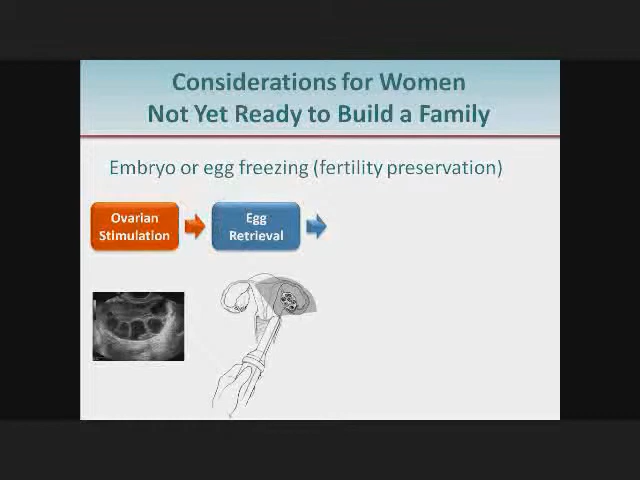 Considerations for Women
Not Yet Ready to Build a Family
Embryo or egg freezing (fertility preservation)
Ovarian
Stimulation
Egg
Retrieval